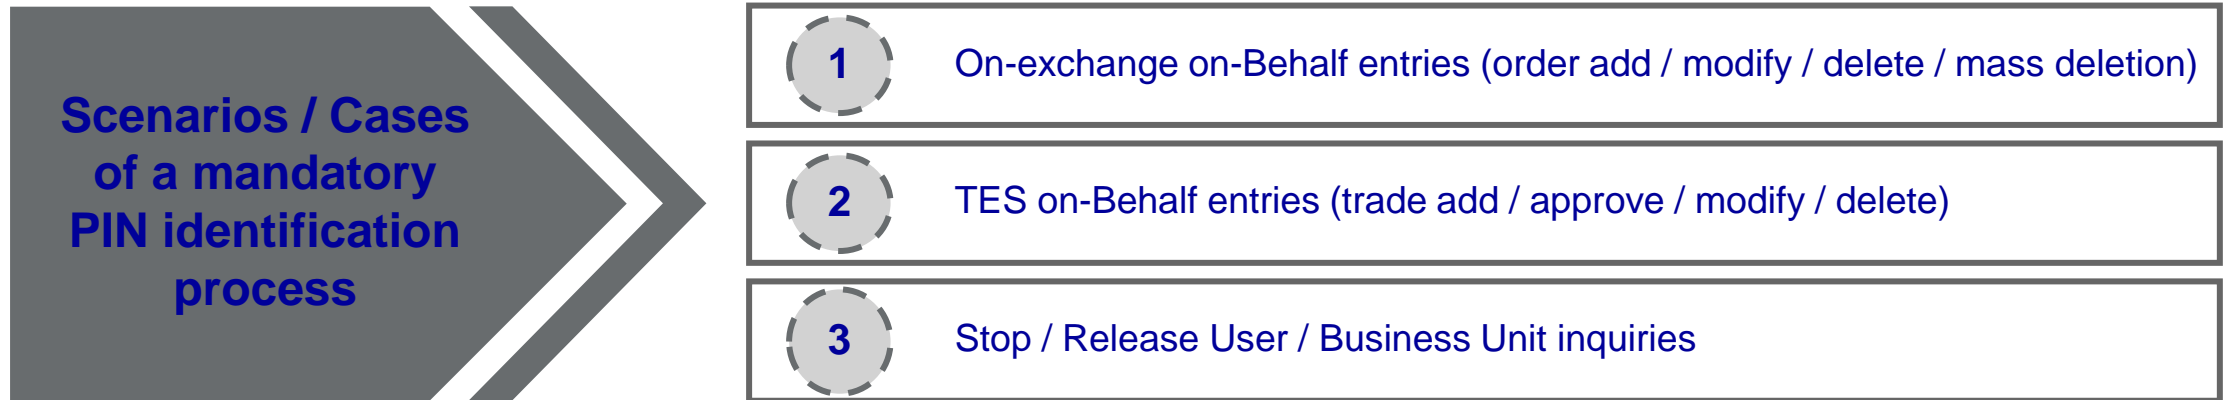 Scenarios / Cases
of a mandatory
PIN identification
process
1
On-exchange on-Behalf entries (order add / modify / delete / mass deletion)
2
TES on-Behalf entries (trade add / approve / modify / delete)
3
Stop / Release User / Business Unit inquiries